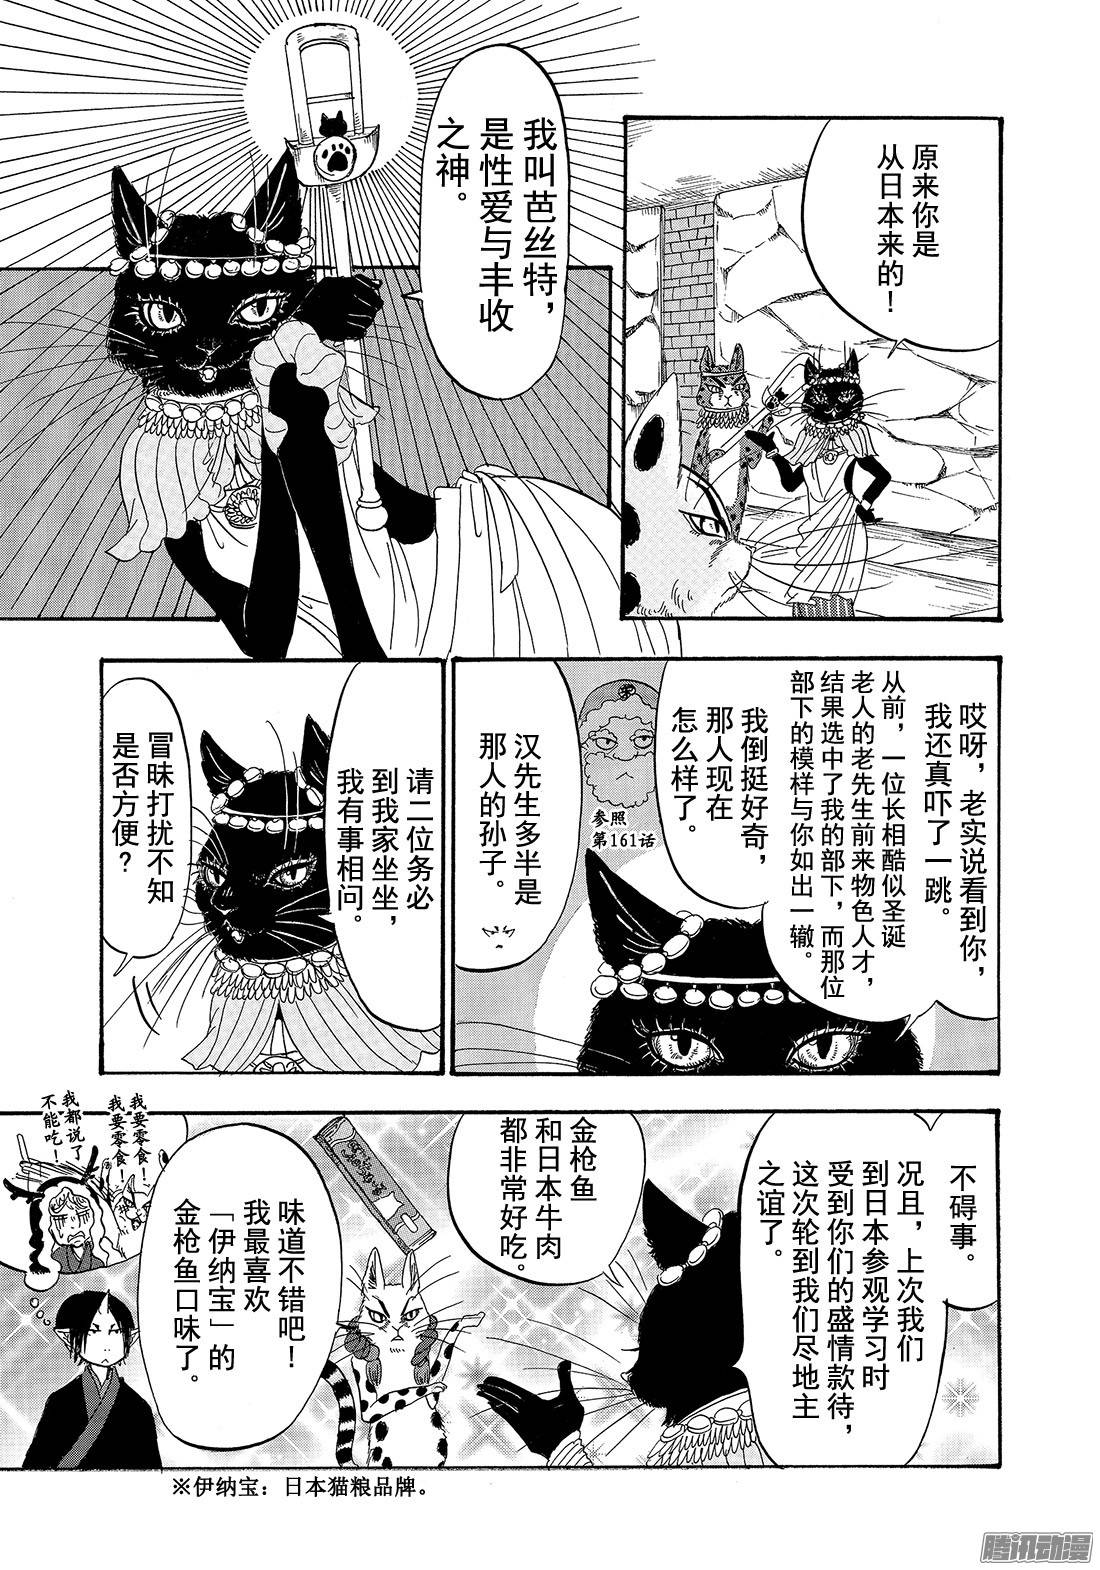 原来你是
从日本来的！
我叫芭丝特，
是性爱与丰收
之神。
哎呀，老实说看到你，
我还真吓了一跳。
从前，一位长相酷似圣诞
老人的老先生前来物色人才，
结果选中了我的部下，而那位
部下的模样与你如出一辙。
我倒挺好奇，
那人现在
怎么样了。
参照
第161话
汉先生多半是
那人的孙子。
请二位务必
到我家坐坐，
我有事相问。
冒昧打扰不知
是否方便？
不碍事。
况且，上次我们
到日本参观学习时
受到你们的盛情款待，
这次轮到我们尽地主
之谊了。
金枪鱼
和日本牛肉
都非常好吃。
味道不错吧！
我最喜欢
「伊纳宝」的
金枪鱼口味了。
我要零食！
我要零食！
我都说了
不能吃！
※伊纳宝：日本猫粮品牌。
腾讯动漫